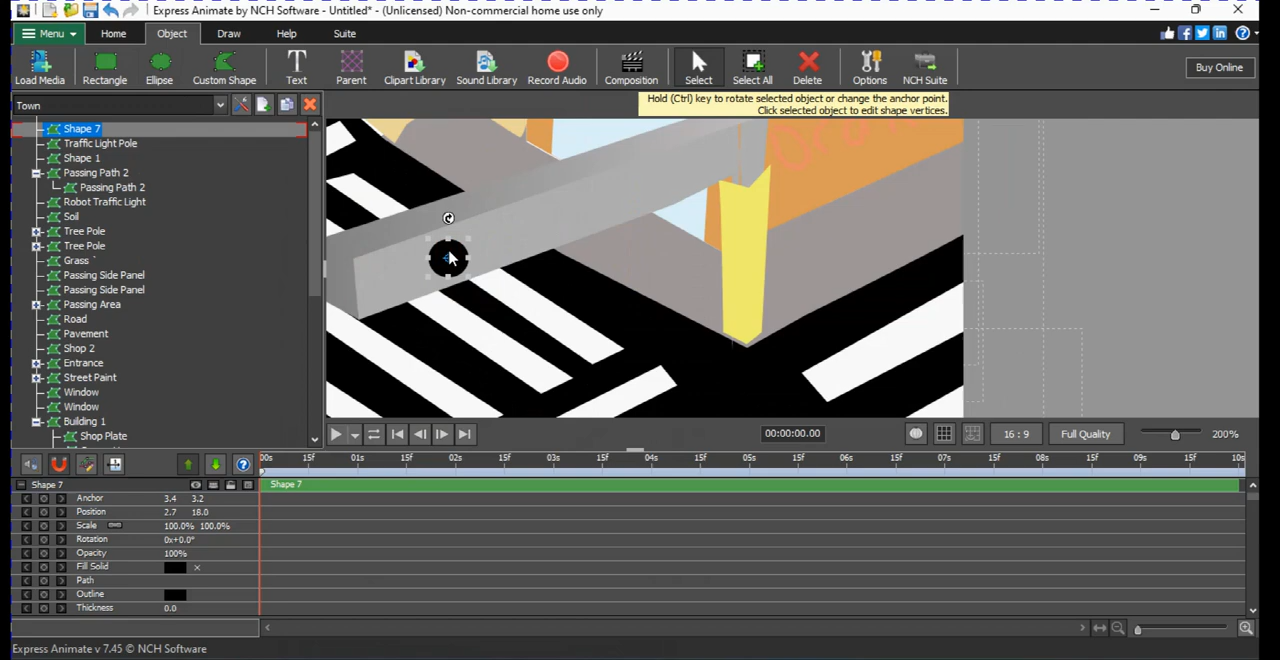 Express Animate by NCH Software - Untitled* - (Unlicensed) Non-commercial home use only
Menu Home Object Draw Help Suite
Load Media Rectangle Ellipse Custom Shape Text Parent Clipart Library Sound Library Record Audio Composition Select Select All Delete Options NCH Suite Buy Online
Hold (Ctrl) key to rotate selected object or change the anchor point.
Click selected object to edit shape vertices.
Town
Shape 7
Traffic Light Pole
Shape 1
Passing Path 2
Passing Path 2
Robot Traffic Light
Soil
Tree Pole
Tree Pole
Grass `
Passing Side Panel
Passing Side Panel
Passing Area
Road
Pavement
Shop 2
Entrance
Street Paint
Window
Window
Building 1
Shop Plate
00:00:00.00 16 : 9 Full Quality 200%
00s 15f 01s 15f 02s 15f 03s 15f 04s 15f 05s 15f 06s 15f 07s 15f 08s 15f 09s 15f 10s
Shape 7 Shape 7
Anchor 3.4 3.2
Position 2.7 18.0
Scale 100.0% 100.0%
Rotation 0x+0.0°
Opacity 100%
Fill Solid
Path
Outline
Thickness 0.0
Express Animate v 7.45 © NCH Software